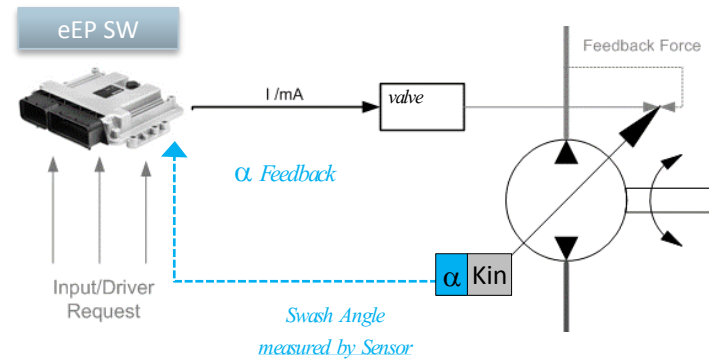 eEP SW
Feedback Force
I /mA
valve
α Feedback
α Kin
Input/Driver
Request
Swash Angle
measured by Sensor